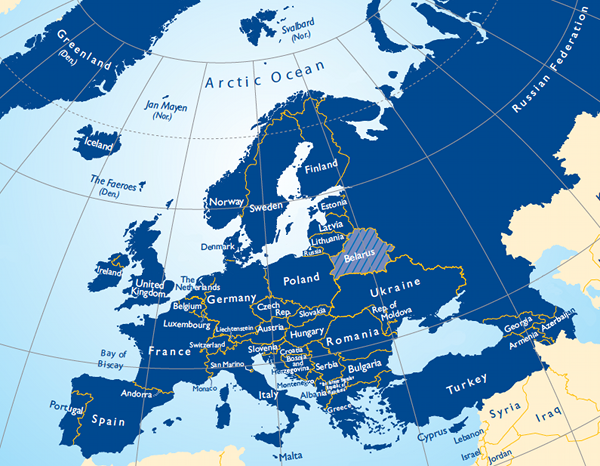 Svalbard
(Nor.)
Greenland
(Den.)
Arctic Ocean
Russian Federation
Jan Mayen
(Nor.)
Iceland
Finland
The Faeroes
(Den.)
Norway
Sweden
Estonia
Latvia
Denmark
Lithuania
Russia
Belarus
Ireland
United
Kingdom
The
Netherlands
Poland
Germany
Belgium
Ukraine
Czech
Rep.
Luxembourg
Slovakia
Rep. of
Moldova
Liechtenstein
Austria
Hungary
Georgia
Azerbaijan
Armenia
France
Switzerland
Slovenia
Romania
Croatia
Bay of
Biscay
San Marino
Bosnia
and
Herzegovina
Serbia
Bulgaria
Monaco
Montenegro
Andorra
Italy
Albania
Turkey
Portugal
Spain
Greece
Syria
Iraq
Cyprus
Lebanon
Israel
Jordan
Malta